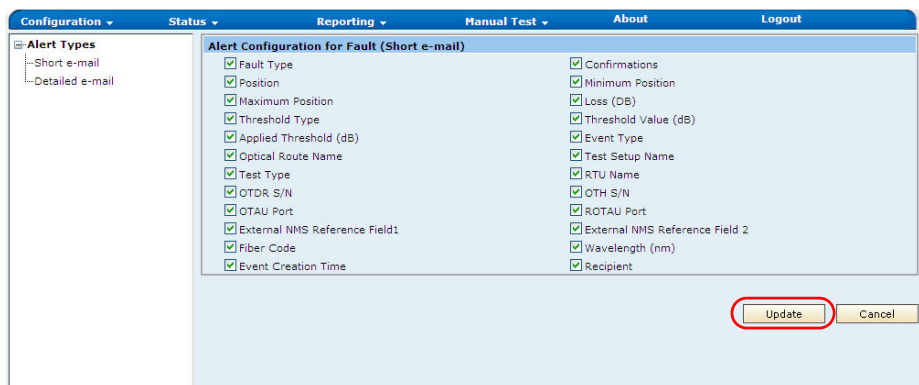 Configuration Status Reporting Manual Test About Logout
Alert Types
Short e-mail
Detailed e-mail
Alert Configuration for Fault (Short e-mail)
Fault Type Confirmations
Position Minimum Position
Maximum Position Loss (DB)
Threshold Type Threshold Value (dB)
Applied Threshold (dB) Event Type
Optical Route Name Test Setup Name
Test Type RTU Name
OTDR S/N OTH S/N
OTAU Port ROTAU Port
External NMS Reference Field1 External NMS Reference Field 2
Fiber Code Wavelength (nm)
Event Creation Time Recipient
Update Cancel